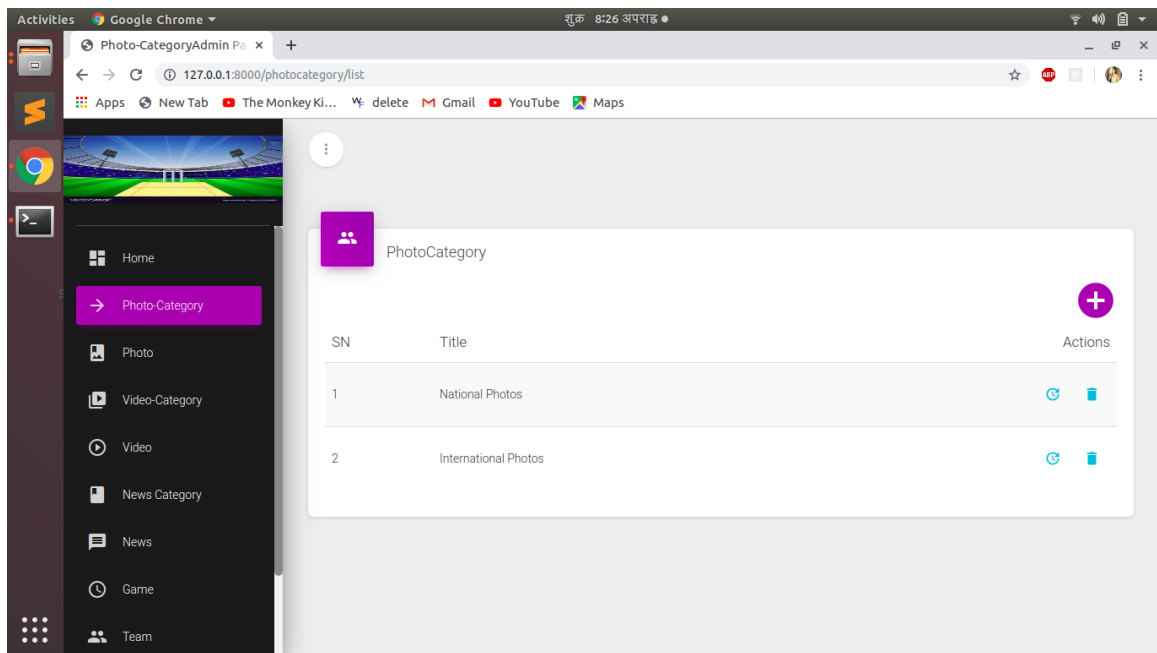 Activities Google Chrome शुक्र 8:26 अपराह्न
Photo-CategoryAdmin Pa
127.0.0.1:8000/photocategory/list
ABP
Apps New Tab The Monkey Ki... delete Gmail YouTube Maps
PhotoCategory
Home
Photo-Category
Photo
Video-Category
Video
News Category
News
Game
Team
SN Title Actions
1 National Photos
2 International Photos